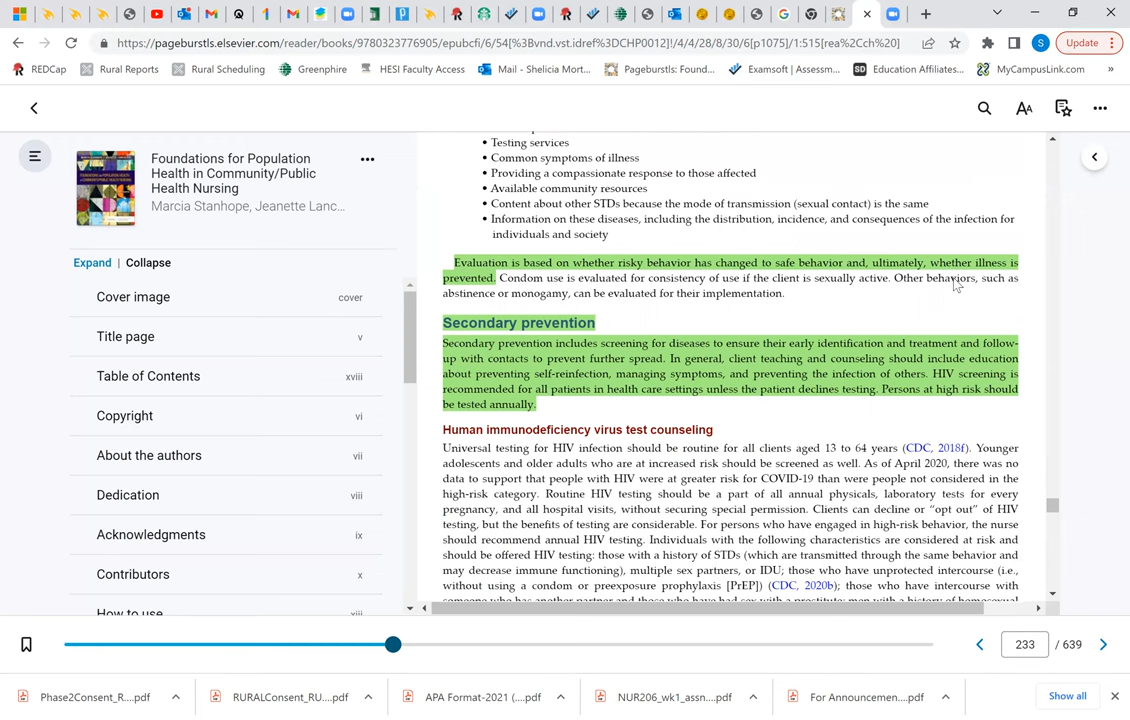 Update
https://pageburstls.elsevier.com/reader/books/9780323776905/epubcfi/6/54[%3Bvnd.vst.idref%3DCHP0012]!/4/4/28/8/30/6[p1075]/1:515[rea%2Cch%20]
REDCap
Rural Reports
Rural Scheduling
Greenphire
HESI Faculty Access
Mail - Shelicia Mort...
Pageburstls: Found...
Examsoft | Assessm...
SD
Education Affiliates...
MyCampusLink.com
»
Foundations for Population
Health in Community/Public
Health Nursing
Marcia Stanhope, Jeanette Lanc...
Expand | Collapse
Cover image cover
Title page v
Table of Contents xviii
Copyright vi
About the authors vii
Dedication viii
Acknowledgments ix
Contributors x
How to use xiii
• Testing services
• Common symptoms of illness
• Providing a compassionate response to those affected
• Available community resources
• Content about other STDs because the mode of transmission (sexual contact) is the same
• Information on these diseases, including the distribution, incidence, and consequences of the infection for
individuals and society
Evaluation is based on whether risky behavior has changed to safe behavior and, ultimately, whether illness is
prevented. Condom use is evaluated for consistency of use if the client is sexually active. Other behaviors, such as
abstinence or monogamy, can be evaluated for their implementation.
Secondary prevention
Secondary prevention includes screening for diseases to ensure their early identification and treatment and follow-
up with contacts to prevent further spread. In general, client teaching and counseling should include education
about preventing self-reinfection, managing symptoms, and preventing the infection of others. HIV screening is
recommended for all patients in health care settings unless the patient declines testing. Persons at high risk should
be tested annually.
Human immunodeficiency virus test counseling
Universal testing for HIV infection should be routine for all clients aged 13 to 64 years (CDC, 2018f). Younger
adolescents and older adults who are at increased risk should be screened as well. As of April 2020, there was no
data to support that people with HIV were at greater risk for COVID-19 than were people not considered in the
high-risk category. Routine HIV testing should be a part of all annual physicals, laboratory tests for every
pregnancy, and all hospital visits, without securing special permission. Clients can decline or “opt out” of HIV
testing, but the benefits of testing are considerable. For persons who have engaged in high-risk behavior, the nurse
should recommend annual HIV testing. Individuals with the following characteristics are considered at risk and
should be offered HIV testing: those with a history of STDs (which are transmitted through the same behavior and
may decrease immune functioning), multiple sex partners, or IDU; those who have unprotected intercourse (i.e.,
without using a condom or preexposure prophylaxis [PrEP]) (CDC, 2020b); those who have intercourse with
someone who has another partner and those who have had sex with a prostitute; men with a history of homosexual
233 / 639
Phase2Consent_R....pdf
RURALConsent_RU....pdf
APA Format-2021 (....pdf
NUR206_wk1_assn....pdf
For Announcemen....pdf
Show all